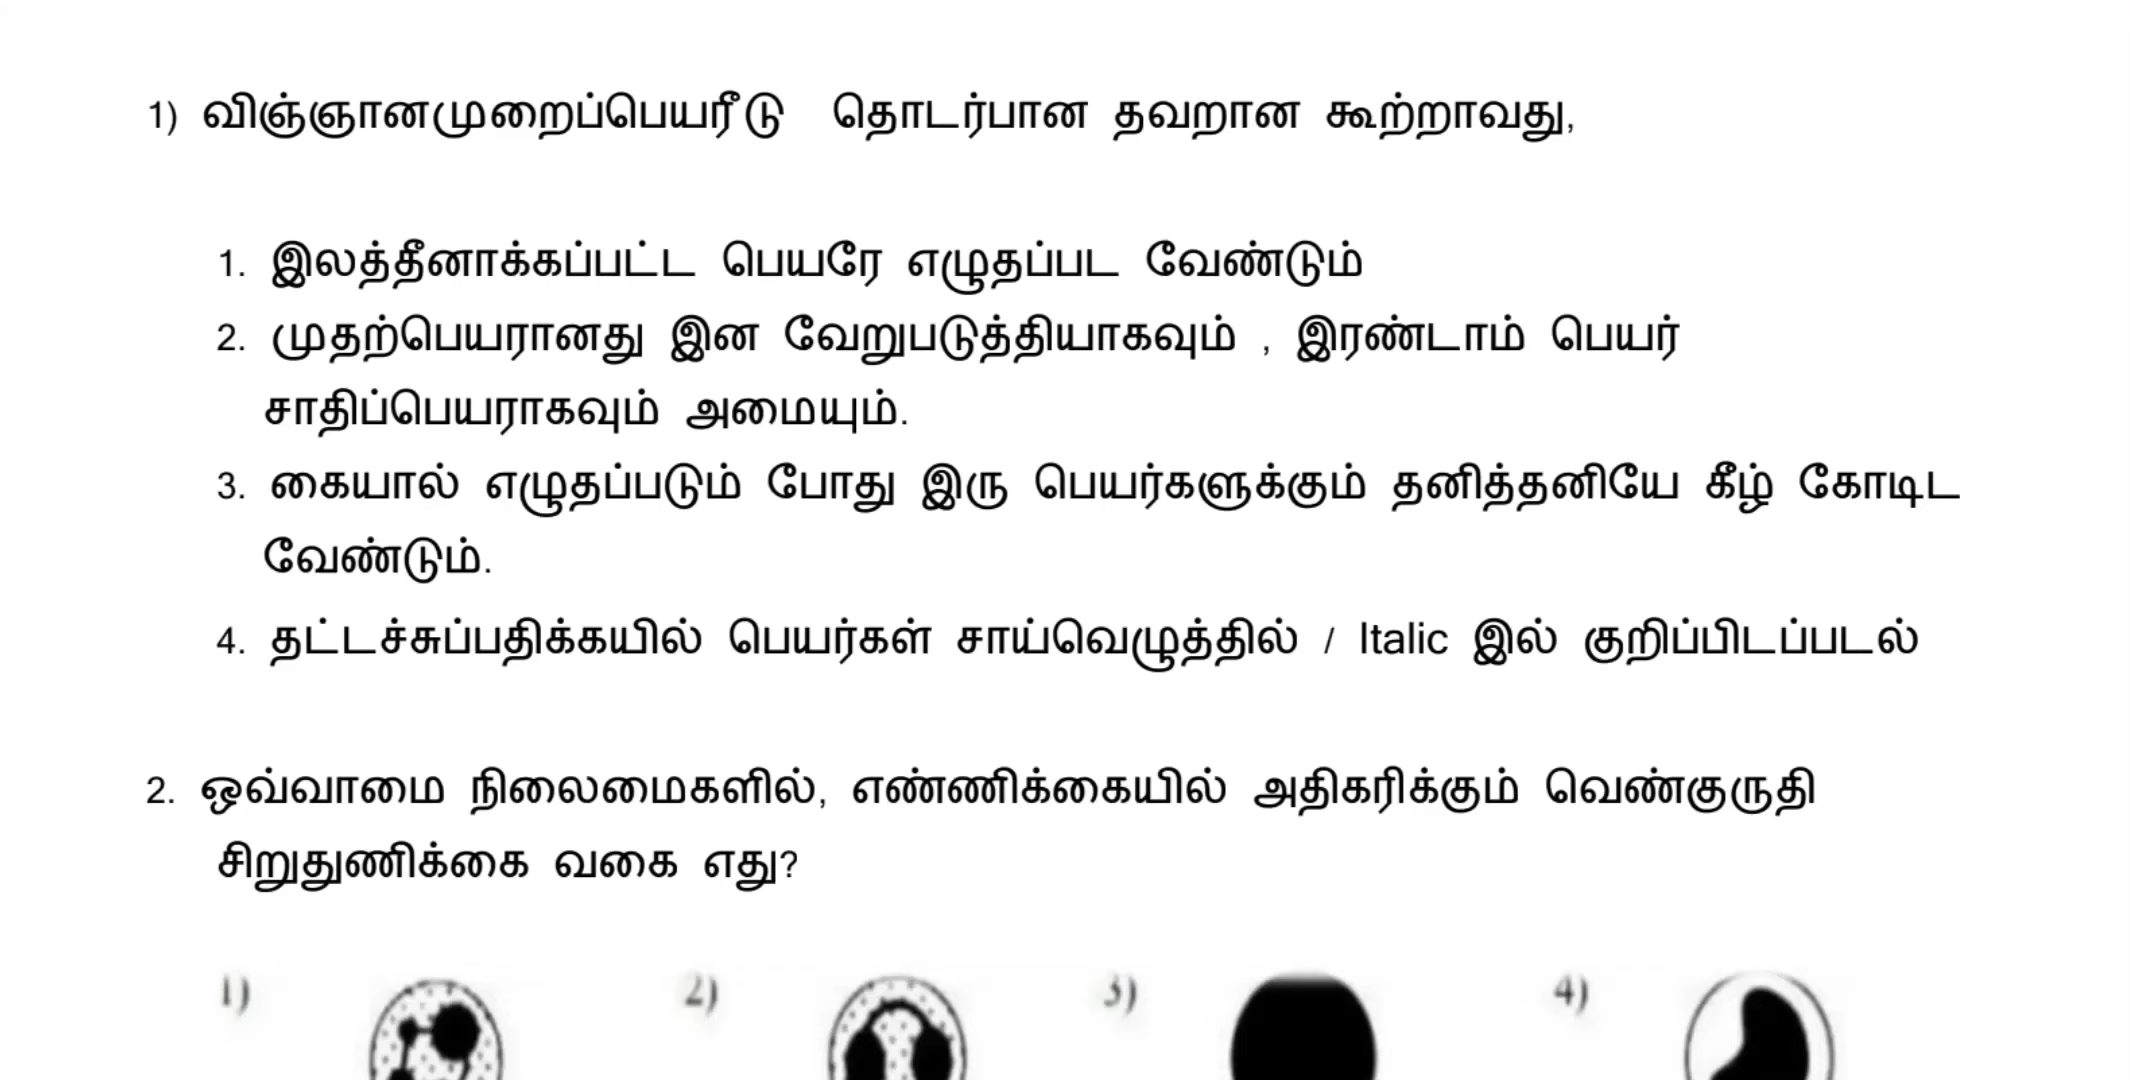 1) விஞ்ஞானமுறைப்பெயரீடு தொடர்பான தவறான கூற்றாவது,
1. இலத்தீனாக்கப்பட்ட பெயரே எழுதப்பட வேண்டும்
2. முதற்பெயரானது இன வேறுபடுத்தியாகவும் , இரண்டாம் பெயர்
சாதிப்பெயராகவும் அமையும்.
3. கையால் எழுதப்படும் போது இரு பெயர்களுக்கும் தனித்தனியே கீழ் கோடிட
வேண்டும்.
4. தட்டச்சுப்பதிக்கயில் பெயர்கள் சாய்வெழுத்தில் / Italic இல் குறிப்பிடப்படல்
2. ஒவ்வாமை நிலைமைகளில், எண்ணிக்கையில் அதிகரிக்கும் வெண்குருதி
சிறுதுணிக்கை வகை எது?
1) 2) 3) 4)